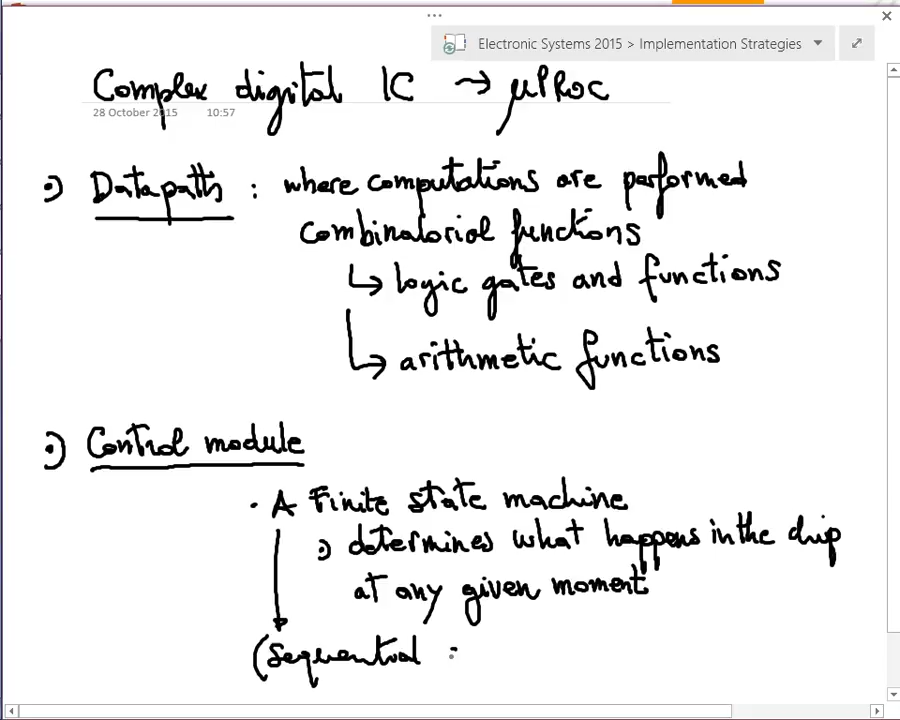 Electronic Systems 2015 > Implementation Strategies
Complex digital IC → μPRoc
28 October 2015 10:57
Datapaths : where computations are performed
combinatorial functions
↳ logic gates and functions
↳ arithmetic functions
Control module
· A Finite state machine
determines what happens in the chip
at any given moment
(Sequential